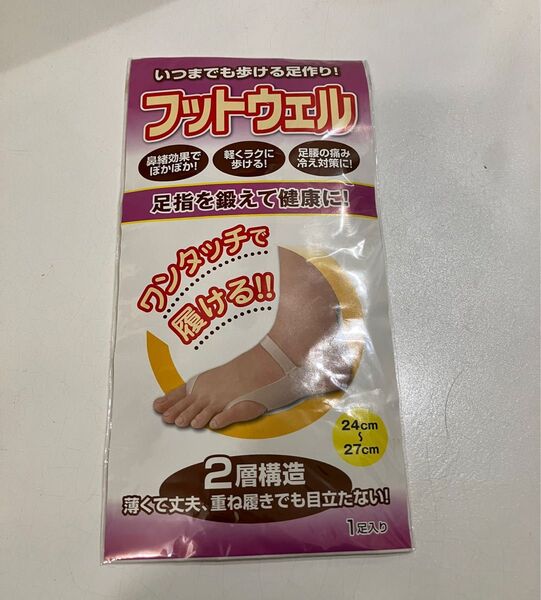 いつまでも歩ける足作り!
フットウェル
鼻緒効果で
ぽかぽか!
軽くラクに
歩ける!
足腰の痛み
冷え対策に!
足指を鍛えて健康に!
ワンタッチで
履ける!!
24cm
〜
27cm
2層構造
薄くて丈夫、重ね履きでも目立たない!
1足入り